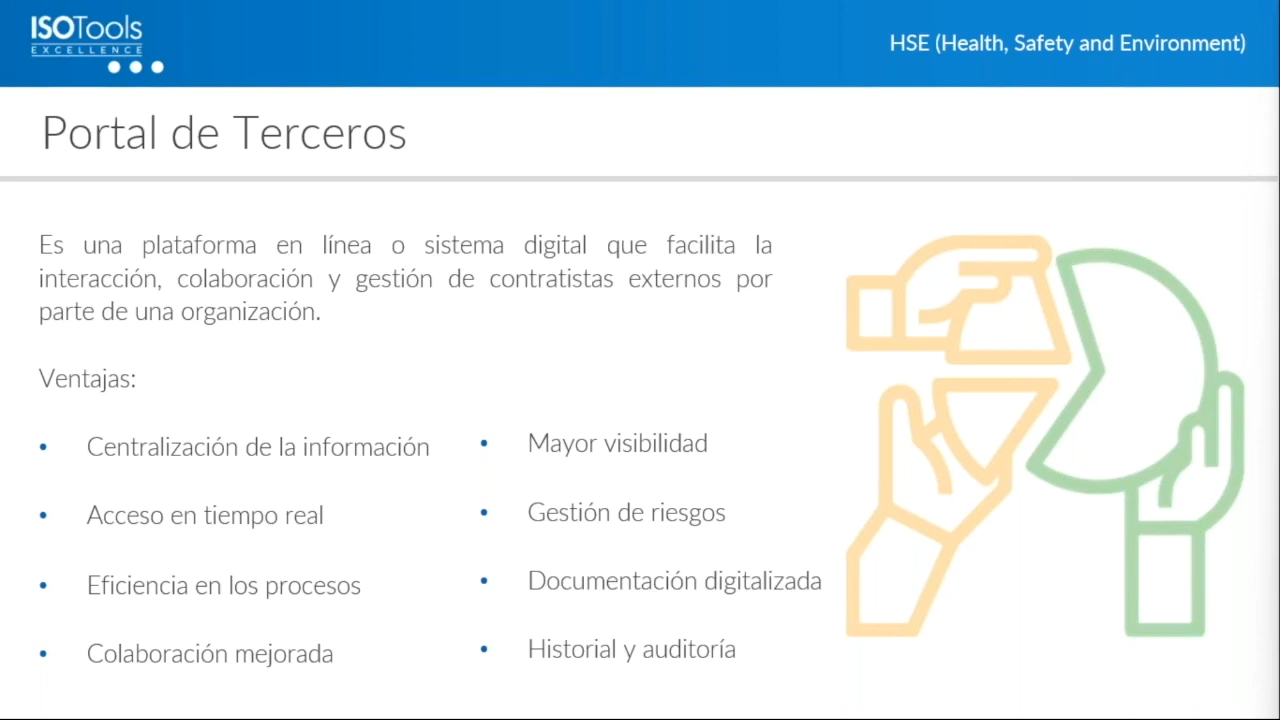 ISOTools
EXCELLENCE
HSE (Health, Safety and Environment)
Portal de Terceros
Es una plataforma en línea o sistema digital que facilita la
interacción, colaboración y gestión de contratistas externos por
parte de una organización.
Ventajas:
• Centralización de la información
• Acceso en tiempo real
• Eficiencia en los procesos
• Colaboración mejorada
• Mayor visibilidad
• Gestión de riesgos
• Documentación digitalizada
• Historial y auditoría